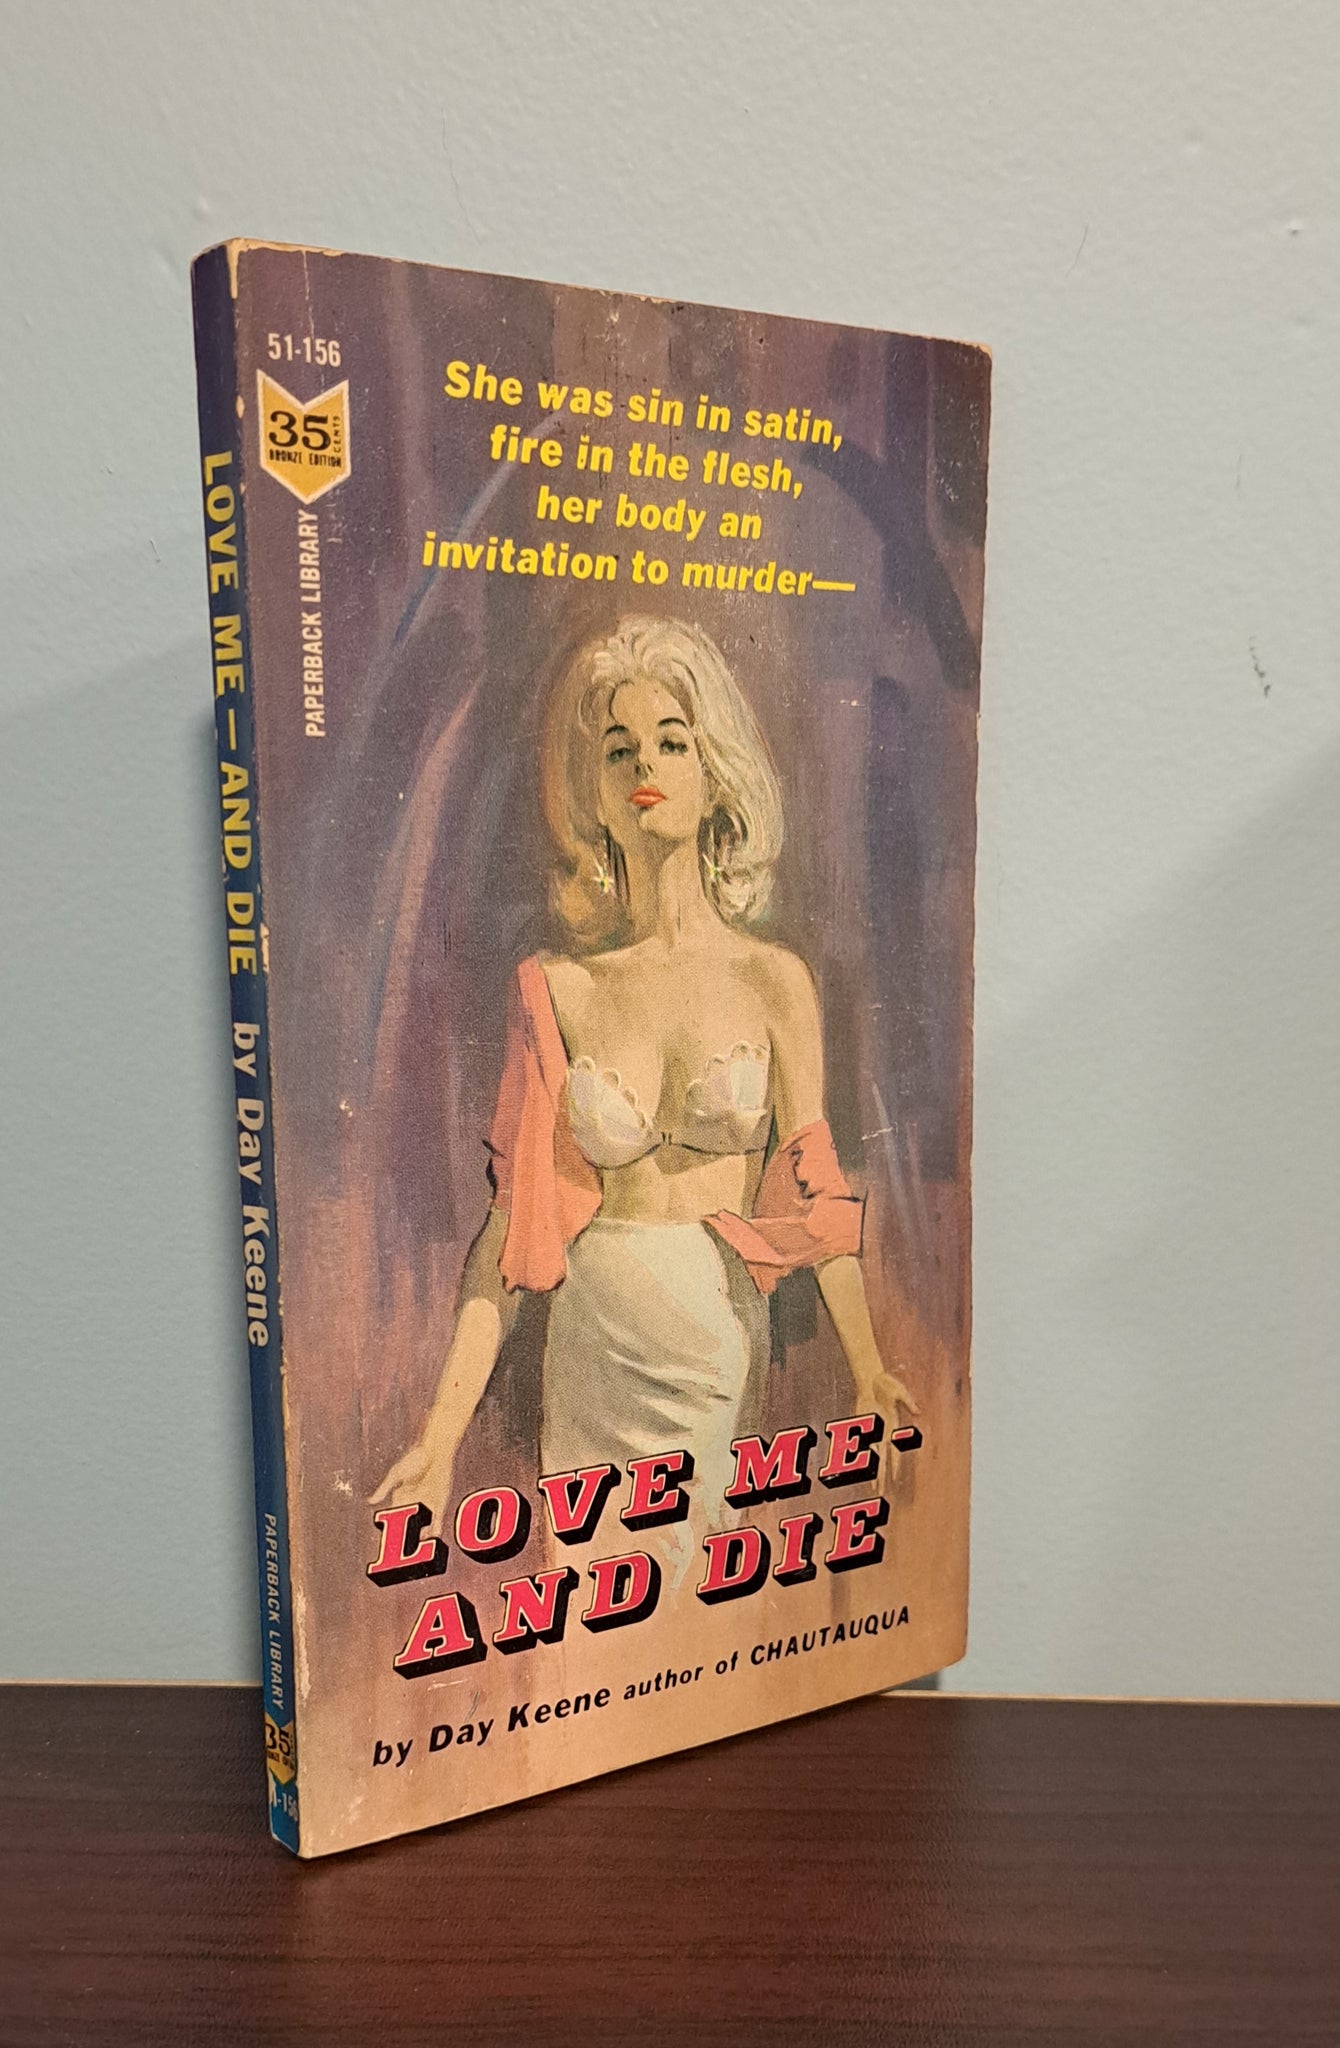 51-156
35 CENTS
BRONZE EDITION
PAPERBACK LIBRARY
She was sin in satin,
fire in the flesh,
her body an
invitation to murder—
LOVE ME-
AND DIE
by Day Keene author of CHAUTAUQUA
LOVE ME — AND DIE by Day Keene
PAPERBACK LIBRARY
35